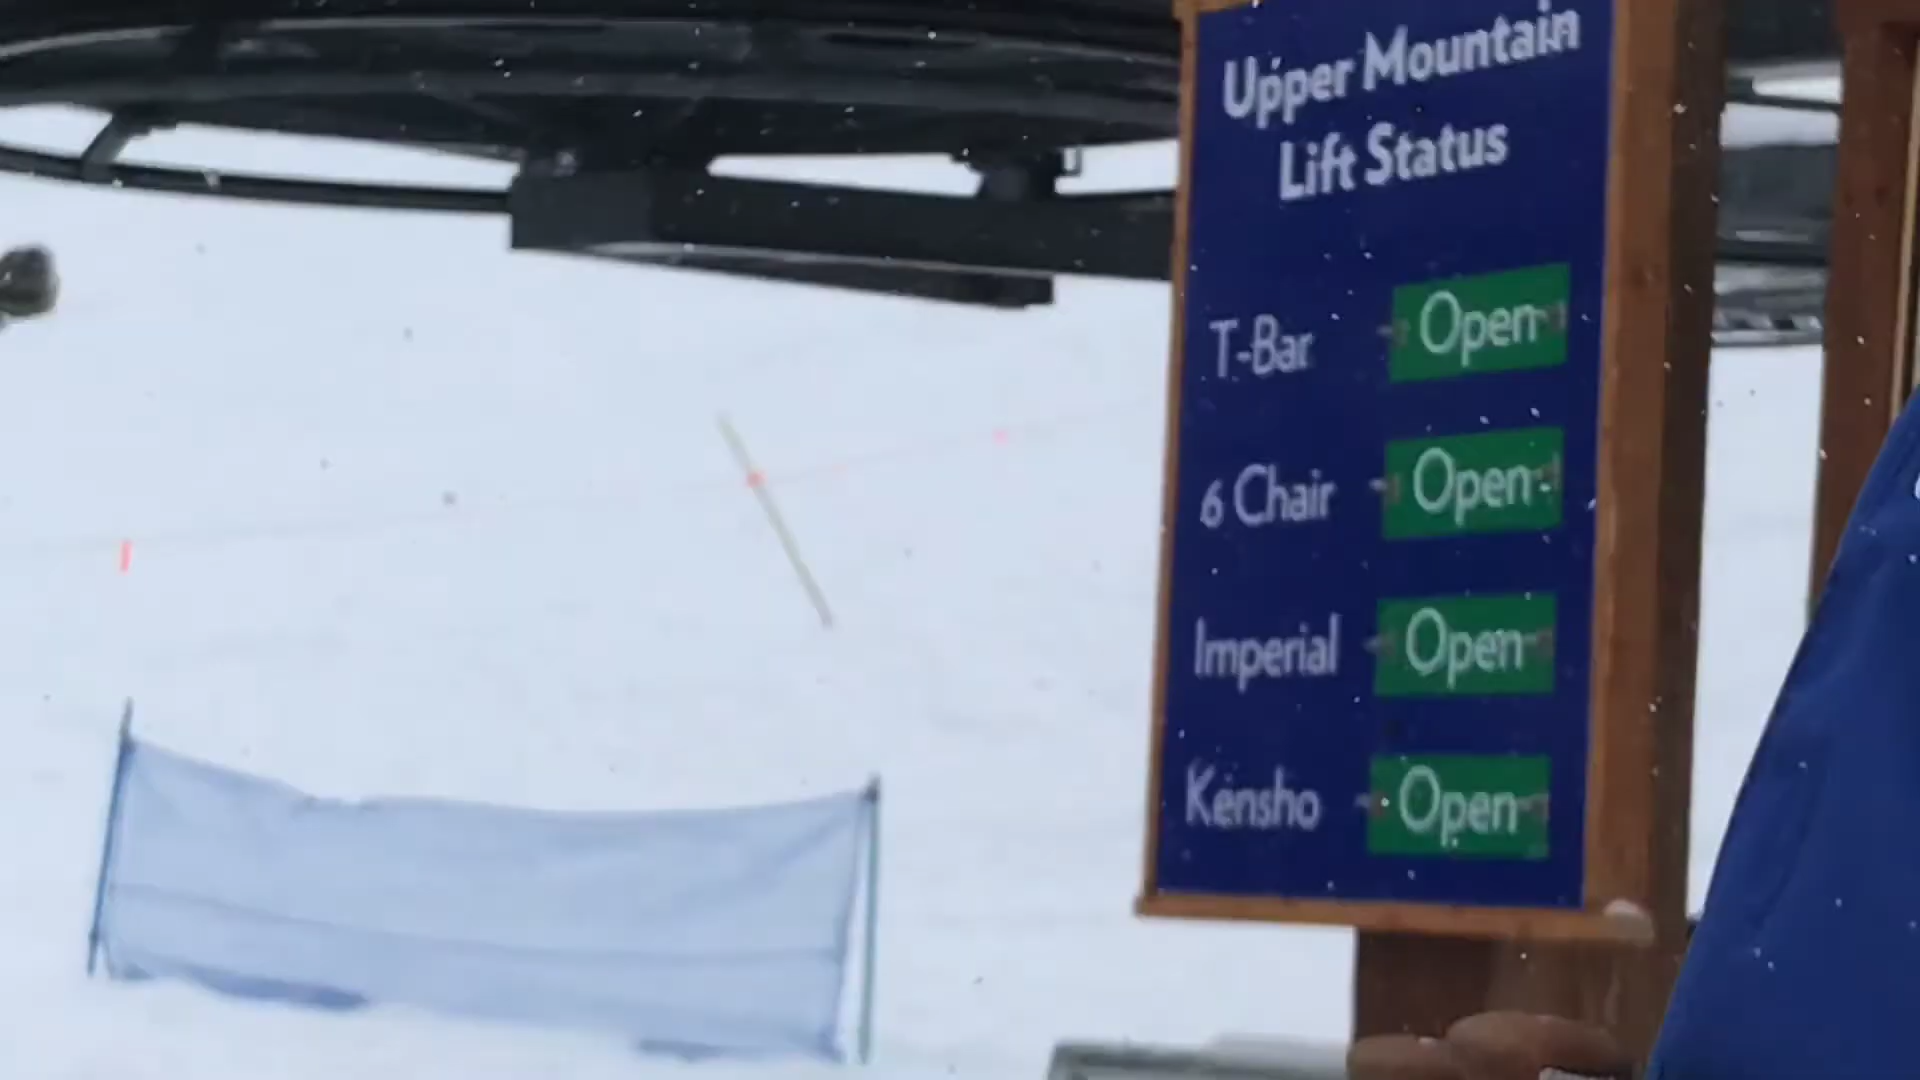 Upper Mountain
Lift Status
T-Bar Open
6 Chair Open
Imperial Open
Kensho Open